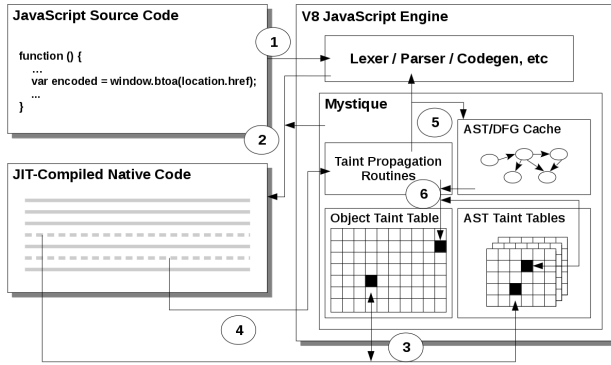 JavaScript Source Code
function () {
...
var encoded = window.btoa(location.href);
...
}
1
V8 JavaScript Engine
Lexer / Parser / Codegen, etc
2
Mystique
5
AST/DFG Cache
JIT-Compiled Native Code
Taint Propagation
Routines
6
Object Taint Table
AST Taint Tables
4
3